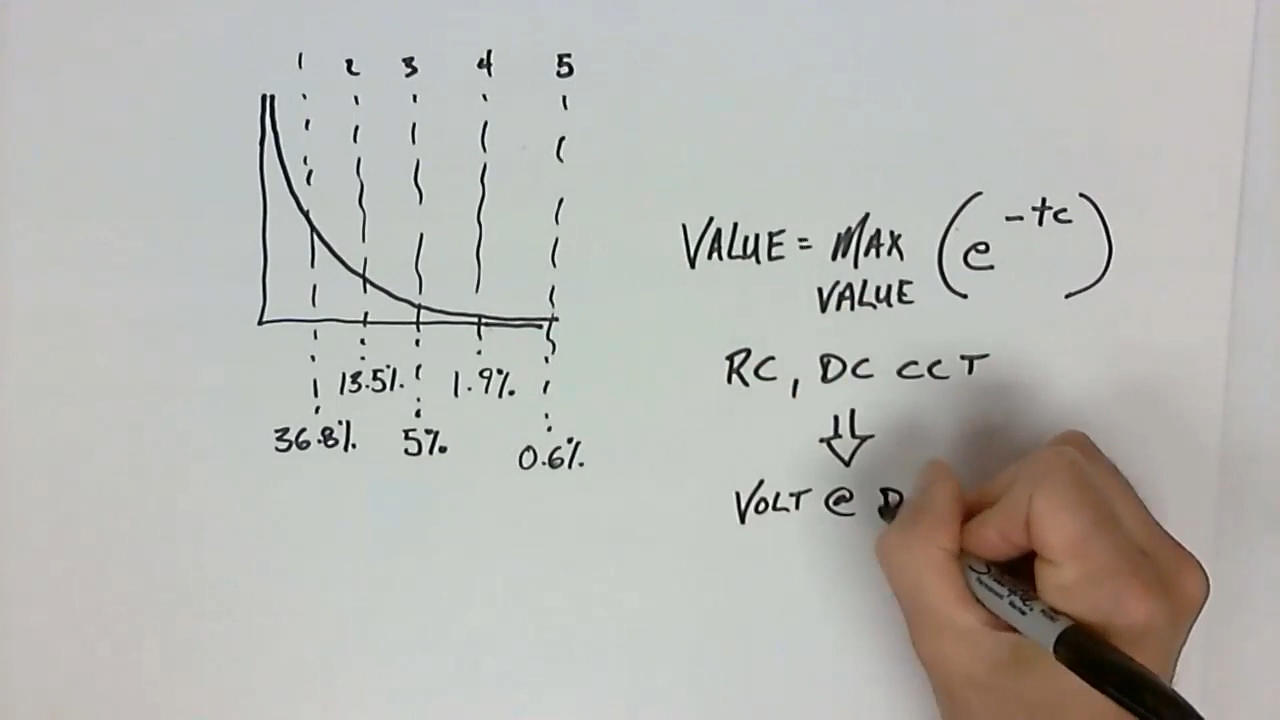 1 2 3 4 5
VALUE = MAX VALUE (e^-tc)
13.5% 1.9%
36.8% 5% 0.6%
RC, DC CCT
VOLT @ D
Sharpie